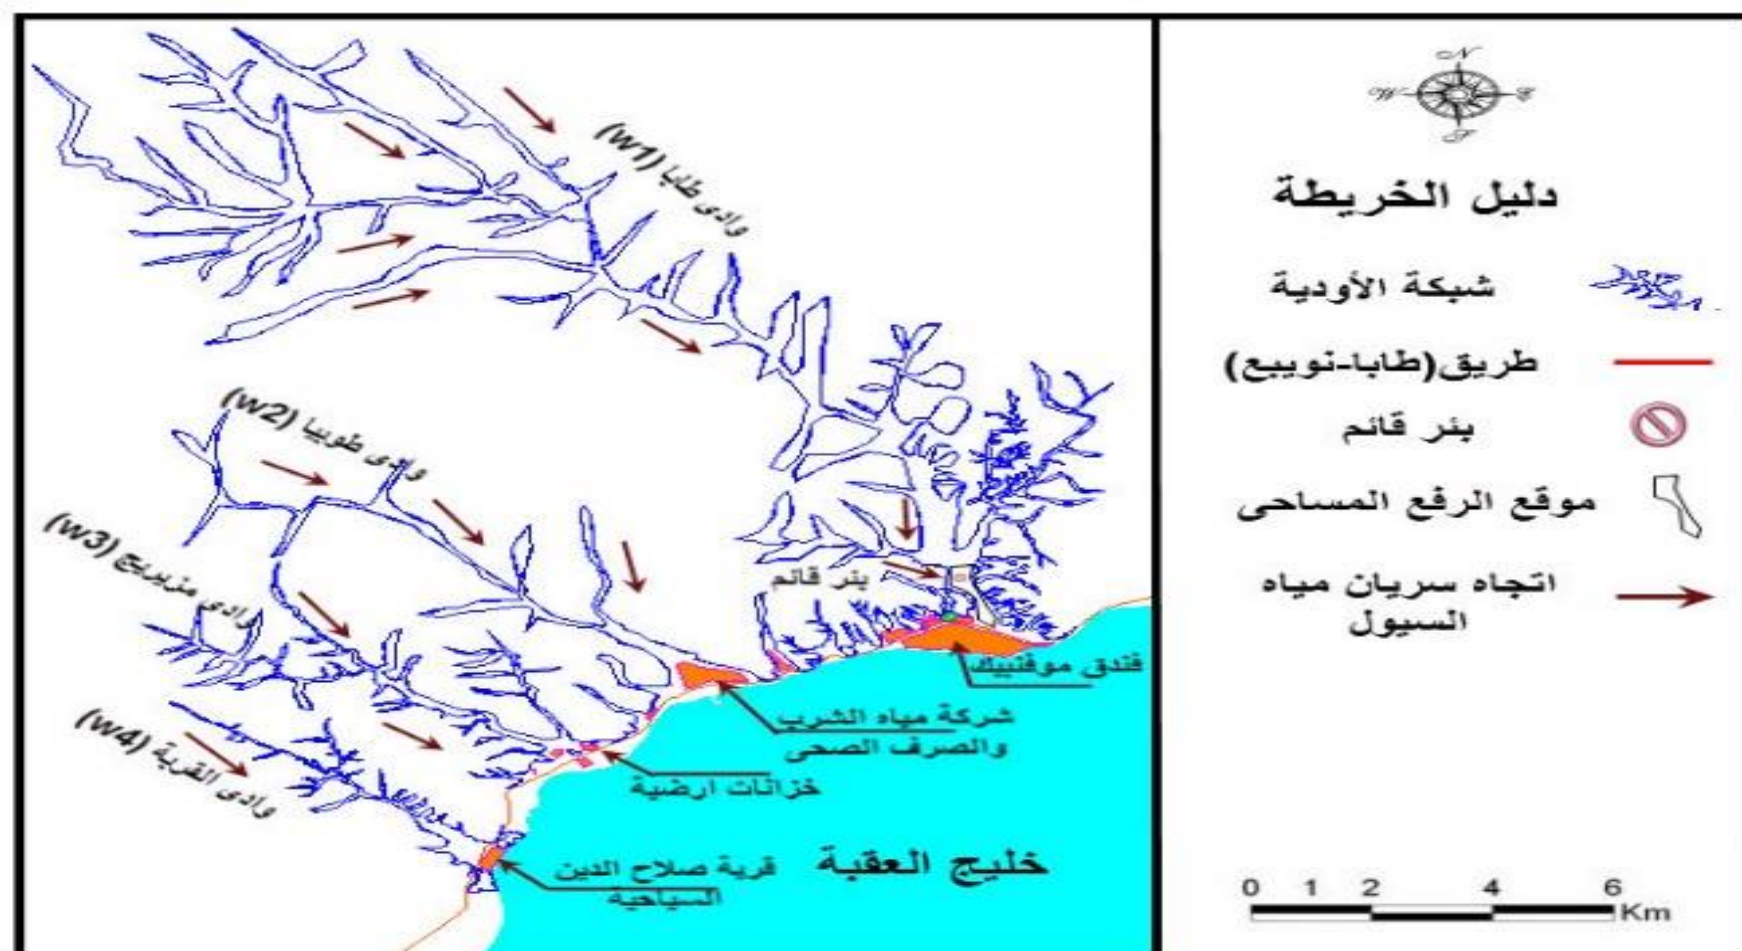 وادى طابا (w1)
وادى طوبيا (w2)
وادى مزيريج (w3)
وادى القرية (w4)
بئر قائم
فندق موفنبيك
شركة مياه الشرب
والصرف الصحى
خزانات ارضية
قرية صلاح الدين
السياحية
خليج العقبة
N
W
E
S
دليل الخريطة
شبكة الأودية
طريق(طابا-نويبع)
بئر قائم
موقع الرفع المساحى
اتجاه سريان مياه
السيول
0 1 2 4 6
Km